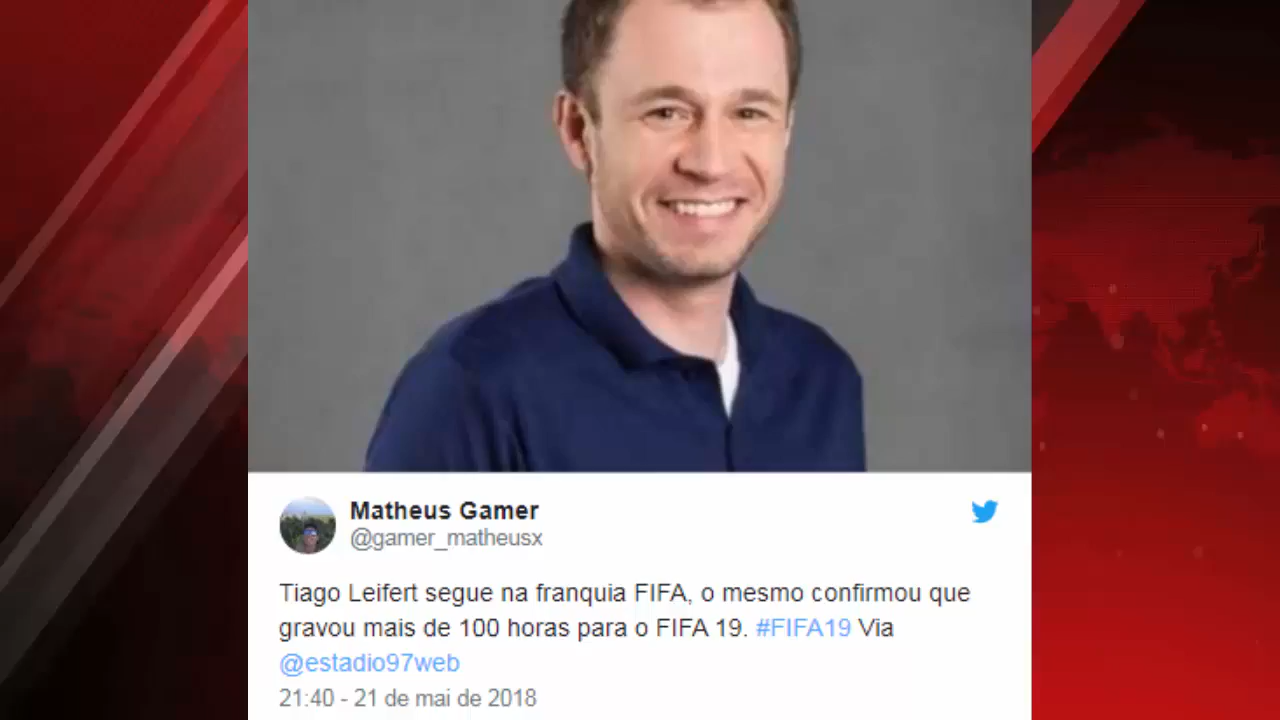 Matheus Gamer
@gamer_matheusx
Tiago Leifert segue na franquia FIFA, o mesmo confirmou que
gravou mais de 100 horas para o FIFA 19. #FIFA19 Via
@estadio97web
21:40 - 21 de mai de 2018